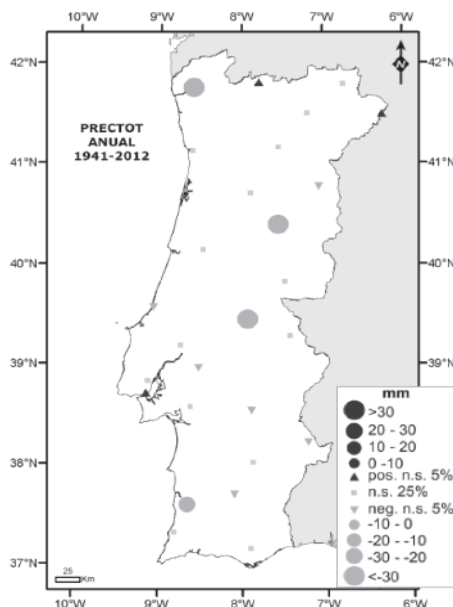 10°W 9°W 8°W 7°W 6°W
42°N 42°N
PRECTOT
ANUAL
1941-2012
N
41°N 41°N
40°N 40°N
39°N 39°N
38°N
37°N
mm
>30
20 - 30
10 - 20
0 -10
pos. n.s. 5%
n.s. 25%
neg. n.s. 5%
-10 - 0
-20 - -10
-30 - -20
<-30
25
Km
10°W 9°W 8°W 7°W 6°W